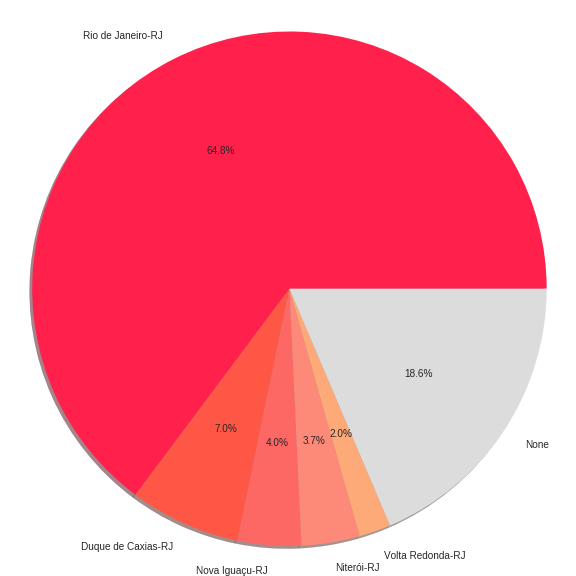 Rio de Janeiro-RJ
64.8%
18.6%
7.0%
2.0%
4.0%
3.7%
None
Duque de Caxias-RJ
Volta Redonda-RJ
Nova Iguaçu-RJ
Niterói-RJ